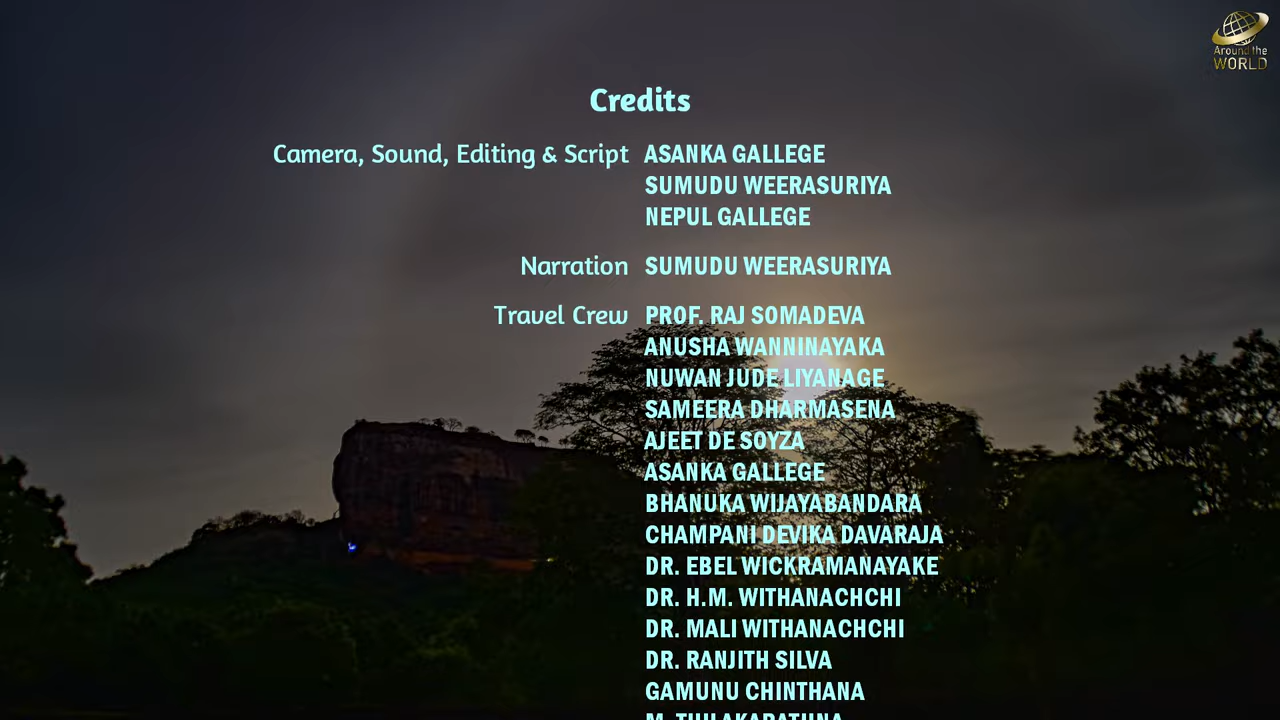 Around the
WORLD
Credits
Camera, Sound, Editing & Script ASANKA GALLEGE
SUMUDU WEERASURIYA
NEPUL GALLEGE
Narration SUMUDU WEERASURIYA
Travel Crew PROF. RAJ SOMADEVA
ANUSHA WANNINAYAKA
NUWAN JUDE LIYANAGE
SAMEERA DHARMASENA
AJEET DE SOYZA
ASANKA GALLEGE
BHANUKA WIJAYABANDARA
CHAMPANI DEVIKA DAVARAJA
DR. EBEL WICKRAMANAYAKE
DR. H.M. WITHANACHCHI
DR. MALI WITHANACHCHI
DR. RANJITH SILVA
GAMUNU CHINTHANA